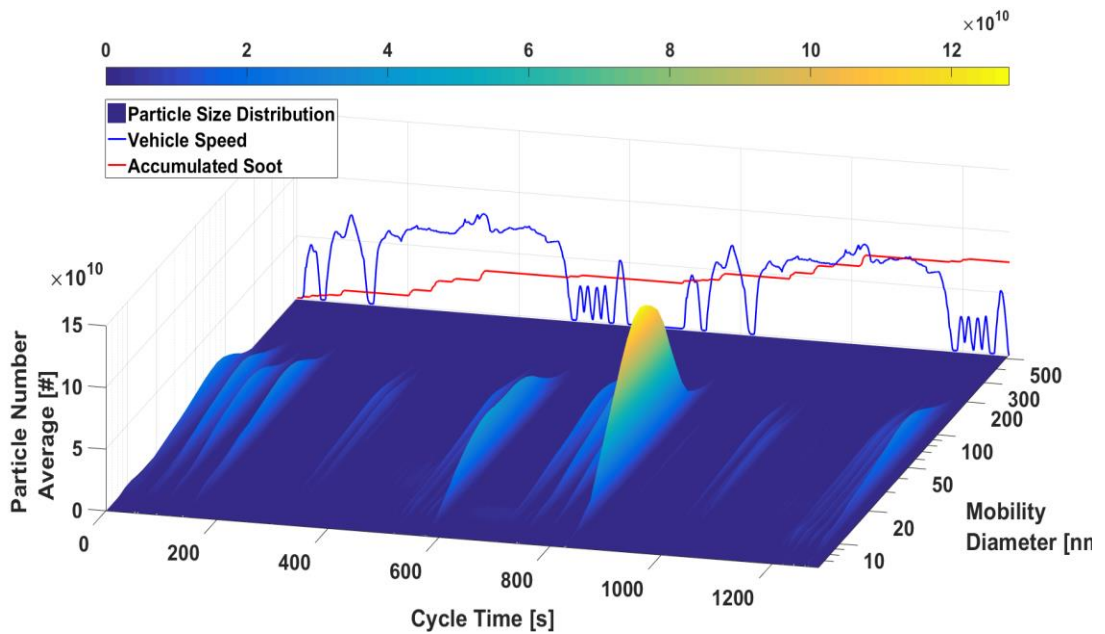 ×10^10
0 2 4 6 8 10 12
Particle Size Distribution
Vehicle Speed
Accumulated Soot
×10^10
15
10
5
0
Particle Number
Average [#]
0 200 400 600 800 1000 1200
Cycle Time [s]
500
300
200
100
50
20
10
Mobility
Diameter [nm